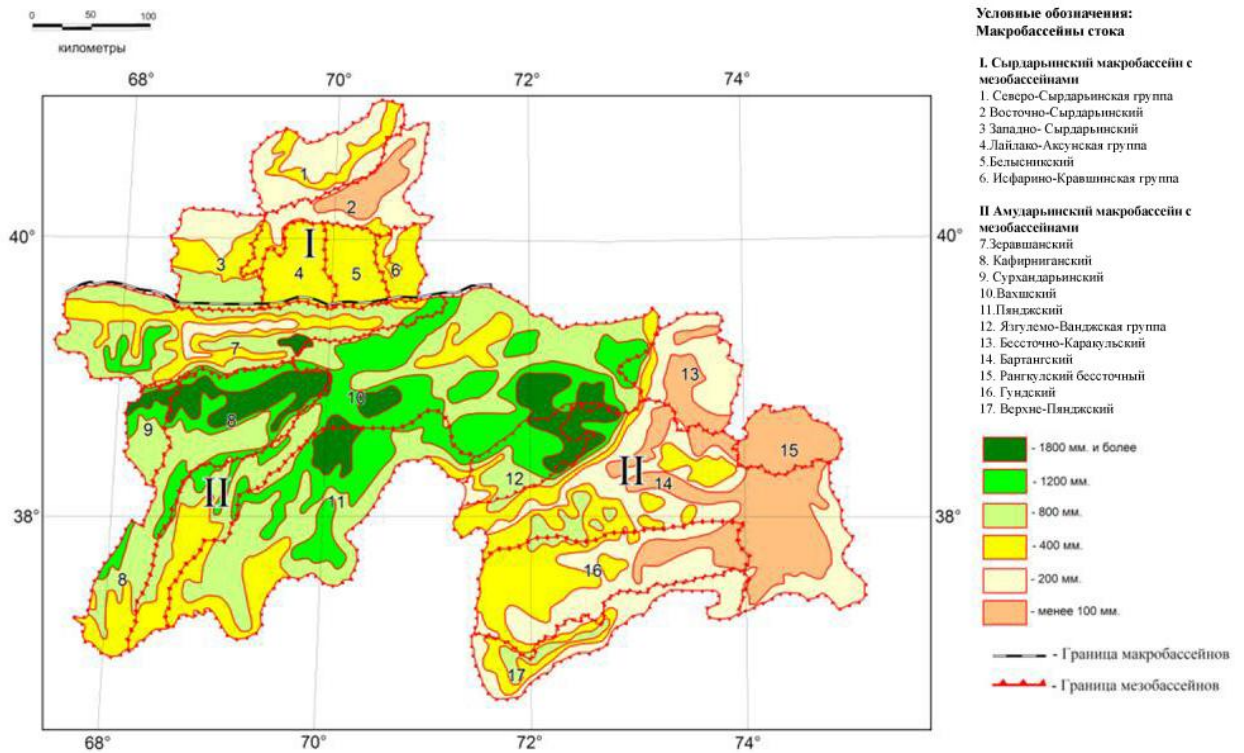 0 50 100
километры
68° 70° 72° 74°
40° 40°
38° 38°
68° 70° 72° 74°
1
2
I
3 4 5 6
7
8
9
10
11
II
12
13
II
14
15
16
8
17
Условные обозначения:
Макробассейны стока
I. Сырдарьинский макробассейн с
мезобассейнами
1. Северо-Сырдарьинская группа
2 Восточно-Сырдарьинский
3 Западно- Сырдарьинский
4.Лайлако-Аксунская группа
5.Белысникский
6. Исфарино-Кравшинская группа
II Амударьинский макробассейн с
мезобассейнами
7.Зеравшанский
8. Кафирниганский
9. Сурхандарьинский
10.Вахшский
11.Пянджский
12. Язгулемо-Ванджская группа
13. Бессточно-Каракульский
14. Бартангский
15. Рангкулский бессточный
16. Гундский
17. Верхне-Пянджский
- 1800 мм. и более
- 1200 мм.
- 800 мм.
- 400 мм.
- 200 мм.
- менее 100 мм.
- Граница макробассейнов
- Граница мезобассейнов